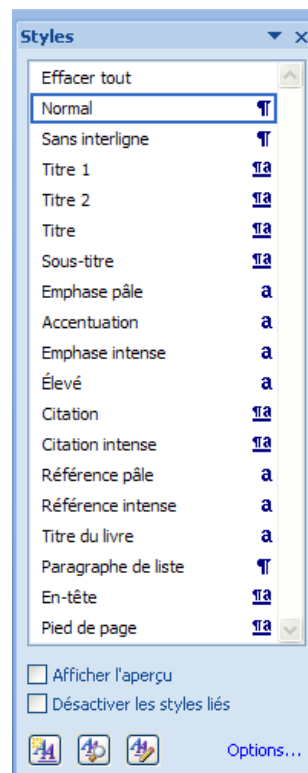 Styles
Effacer tout
Normal ¶
Sans interligne ¶
Titre 1 ¶a
Titre 2 ¶a
Titre ¶a
Sous-titre ¶a
Emphase pâle a
Accentuation a
Emphase intense a
Élevé a
Citation ¶a
Citation intense ¶a
Référence pâle a
Référence intense a
Titre du livre a
Paragraphe de liste ¶
En-tête ¶a
Pied de page ¶a
Afficher l'aperçu
Désactiver les styles liés
Options...